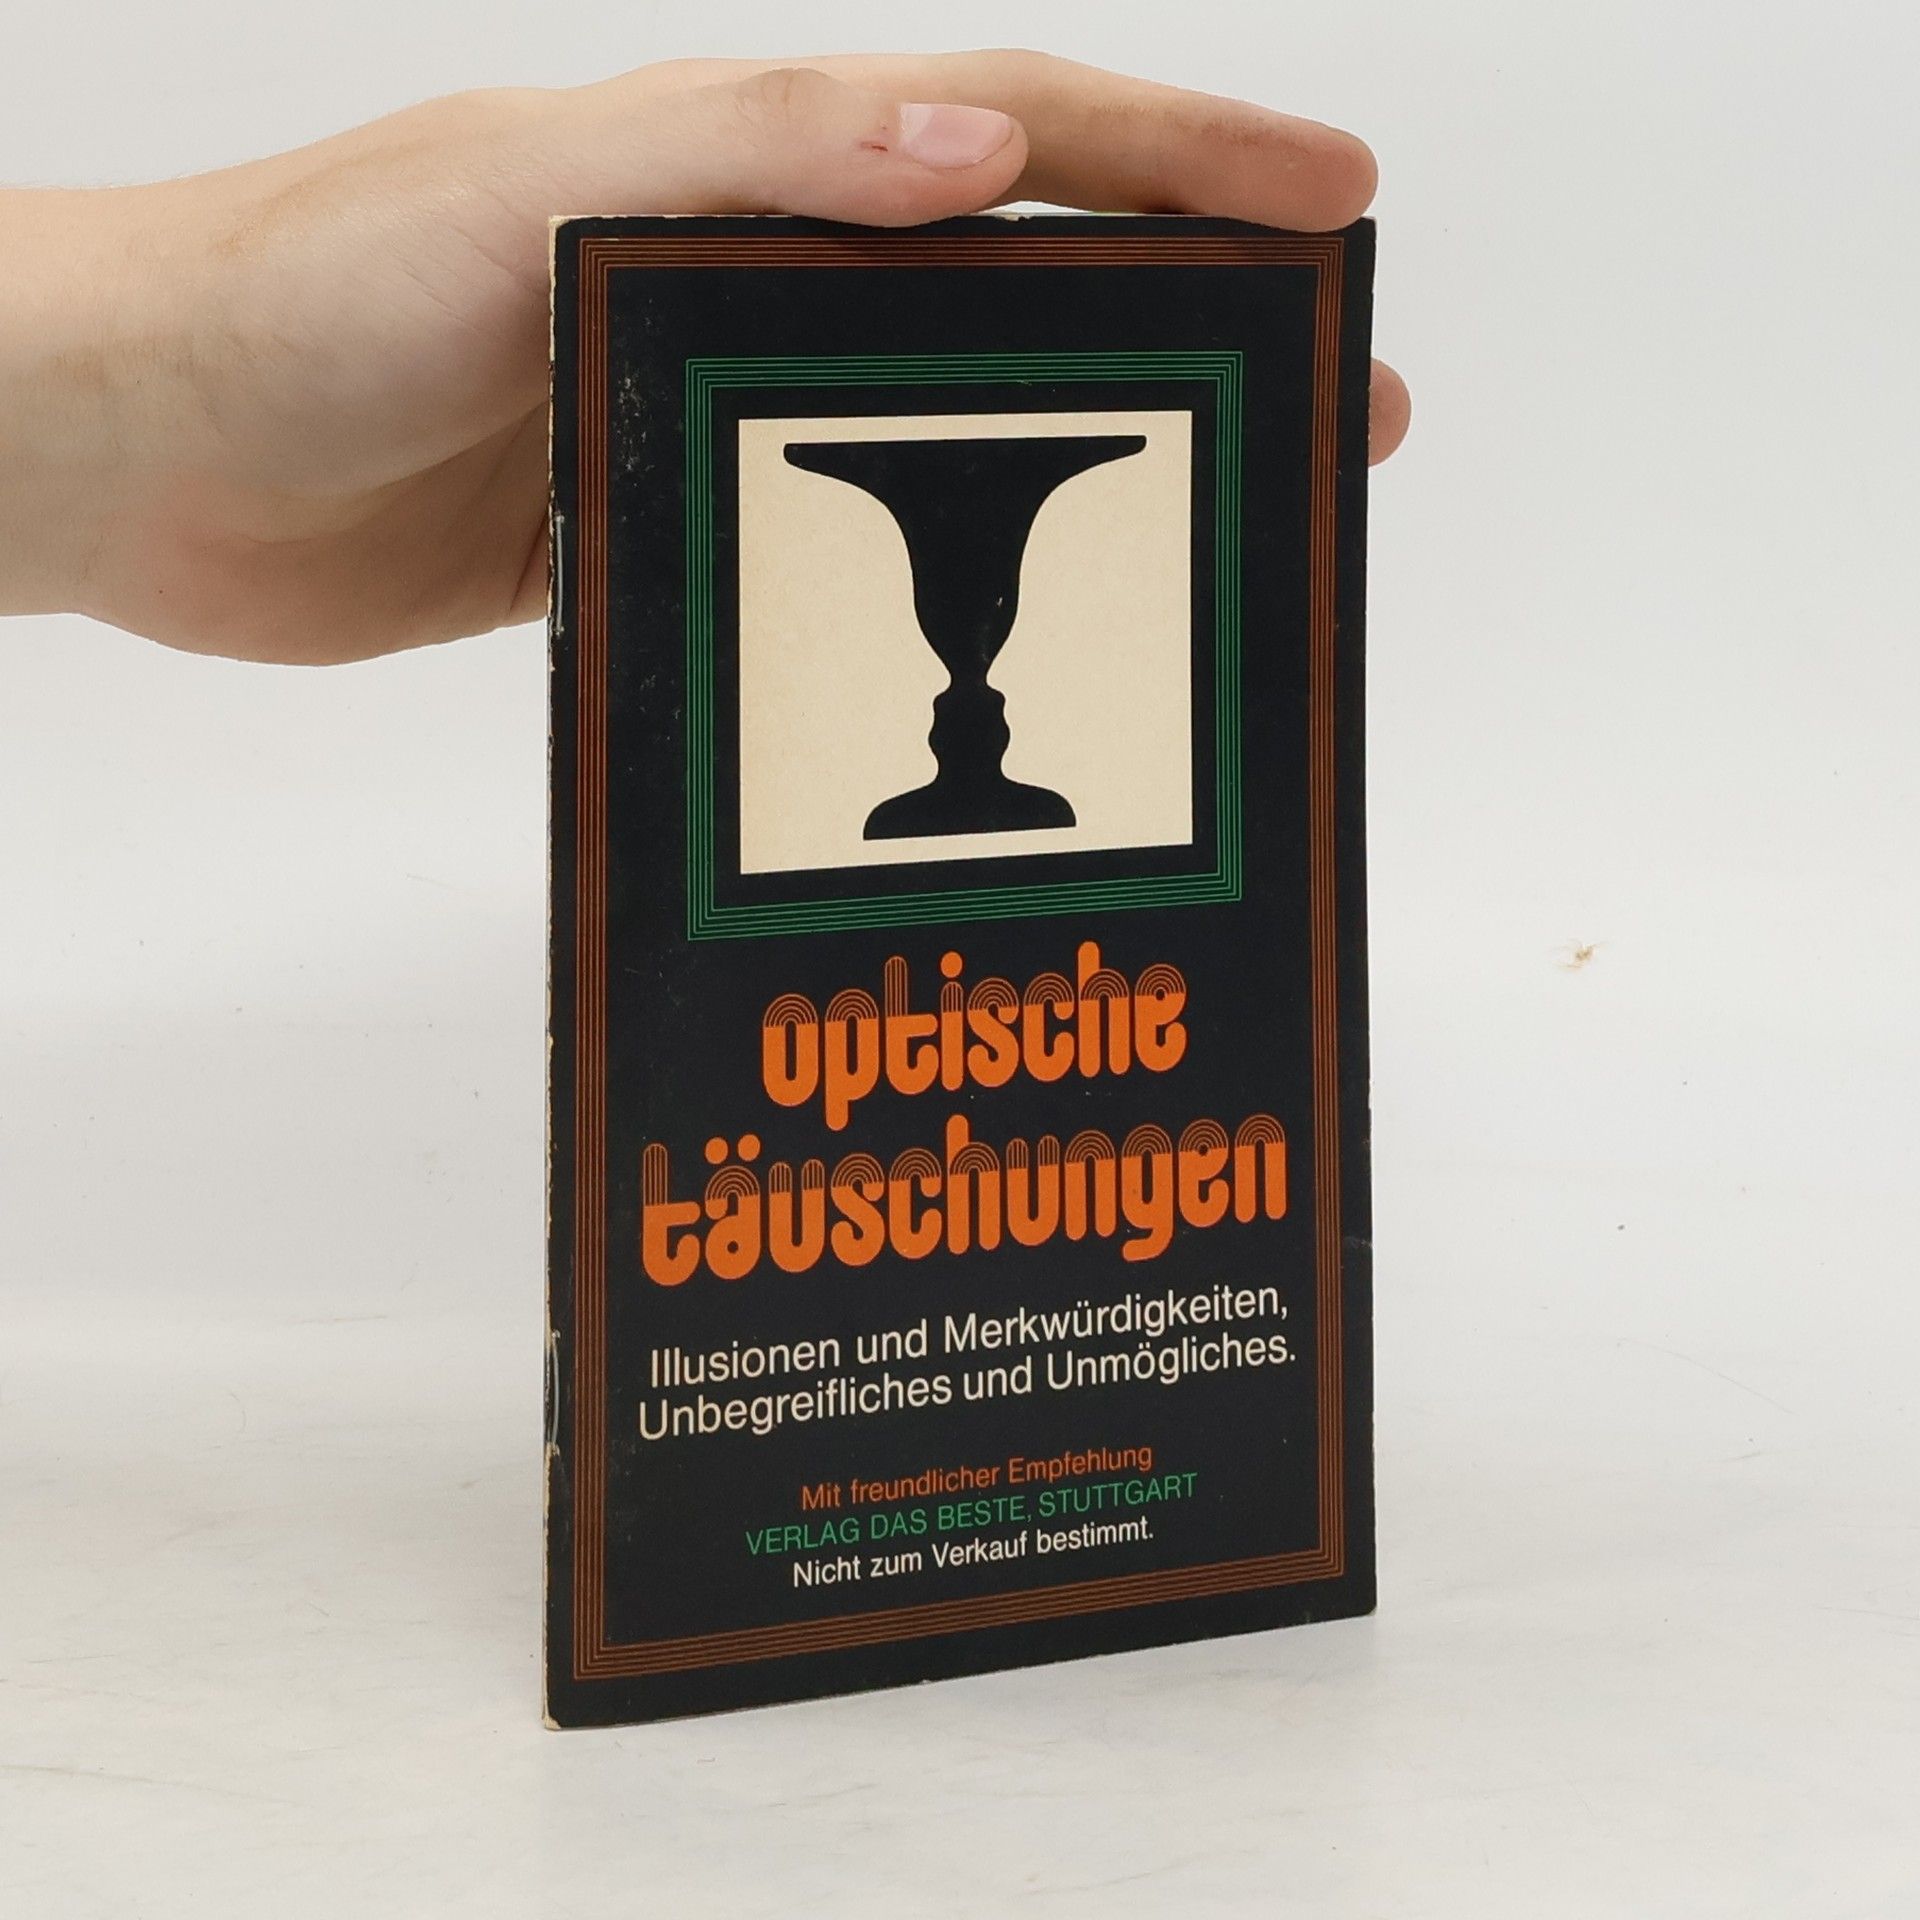 optische
täuschungen
Illusionen und Merkwürdigkeiten,
Unbegreifliches und Unmögliches.
Mit freundlicher Empfehlung
VERLAG DAS BESTE, STUTTGART
Nicht zum Verkauf bestimmt.